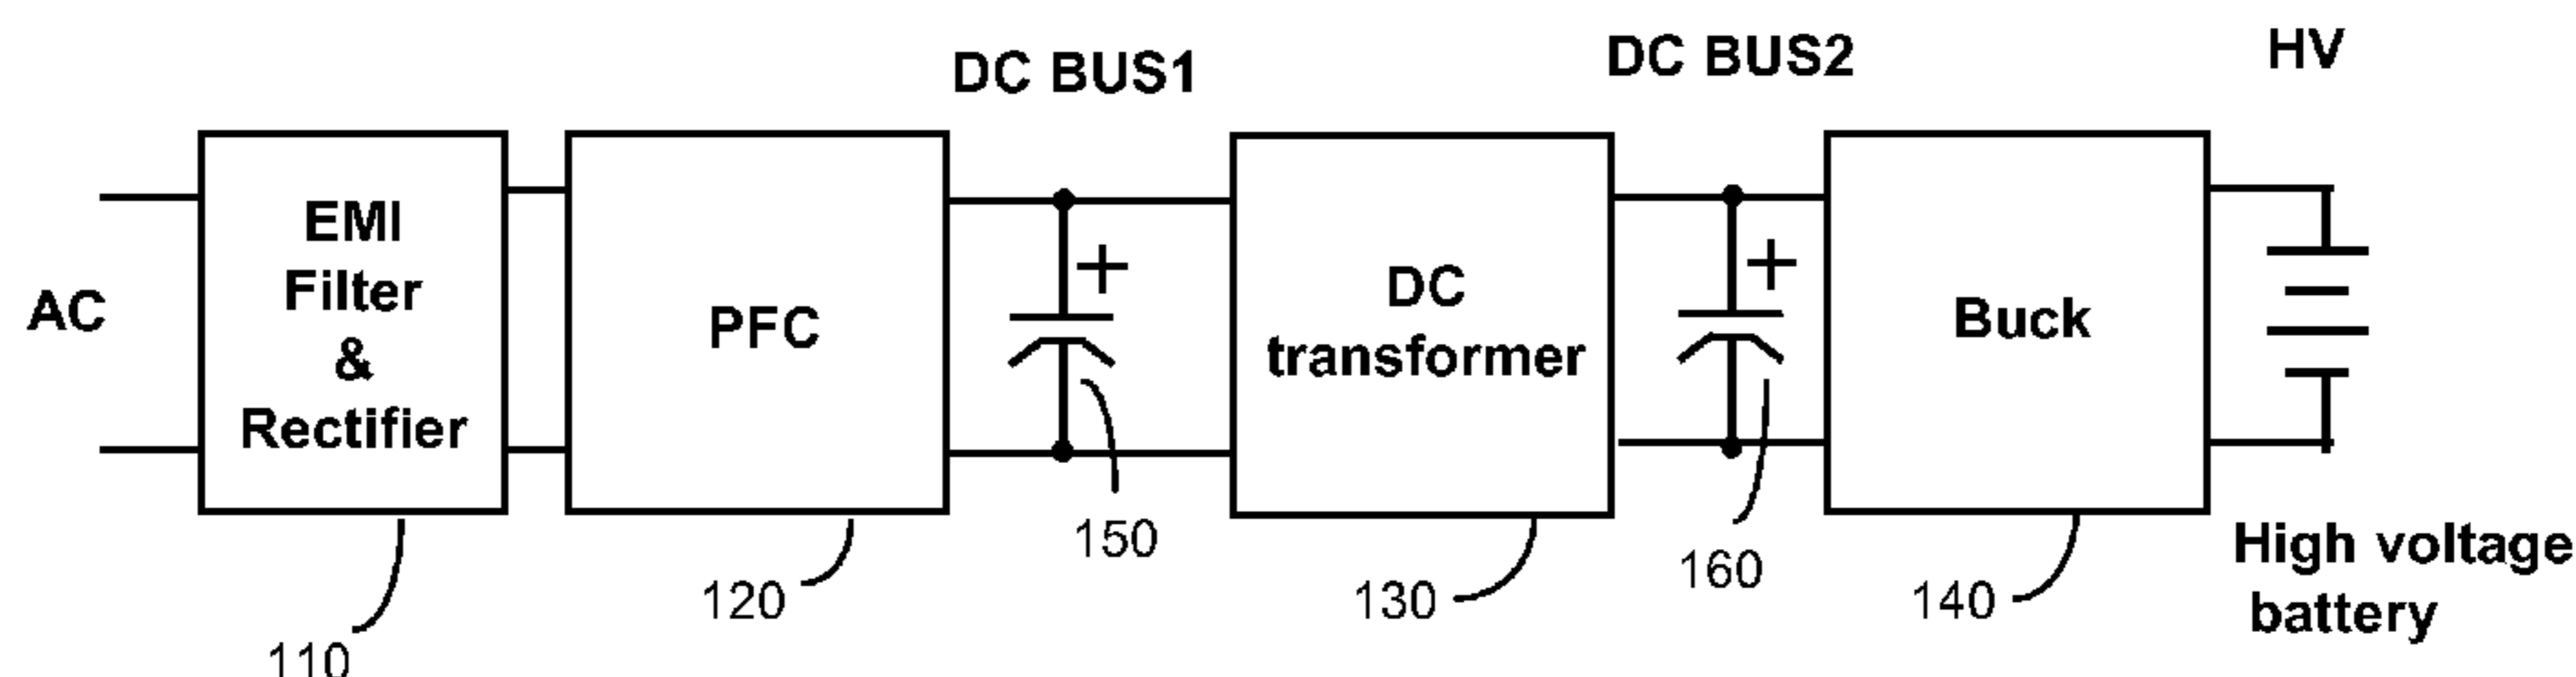 DC BUS1
DC BUS2
HV
AC
EMI
Filter
&
Rectifier
PFC
+
DC
transformer
+
Buck
High voltage
battery
110
120
150
130
160
140